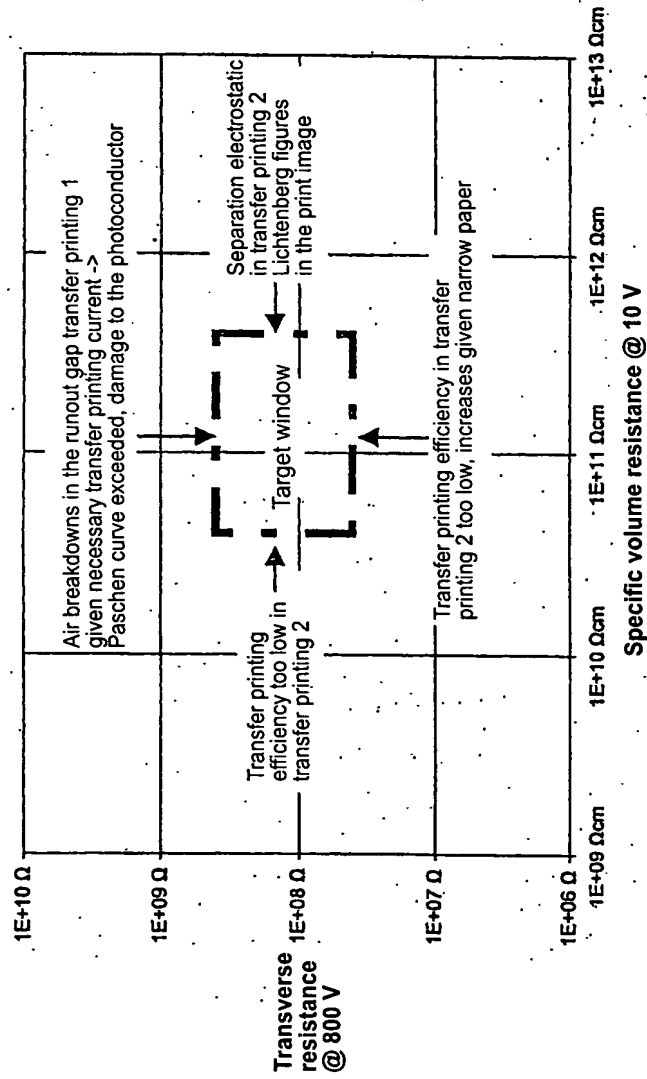 1E+10 Ω
Air breakdowns in the runout gap transfer printing 1
given necessary transfer printing current ->
Paschen curve exceeded, damage to the photoconductor
1E+09 Ω
Transfer printing
efficiency too low in
transfer printing 2
Target window
Separation electrostatic
in transfer printing 2
Lichtenberg figures
in the print image
Transverse
resistance
@ 800 V
1E+08 Ω
Transfer printing efficiency in transfer
printing 2 too low, increases given narrow paper
1E+07 Ω
1E+06 Ω
1E+09 Ωcm
1E+10 Ωcm
1E+11 Ωcm
1E+12 Ωcm
1E+13 Ωcm
Specific volume resistance @ 10 V